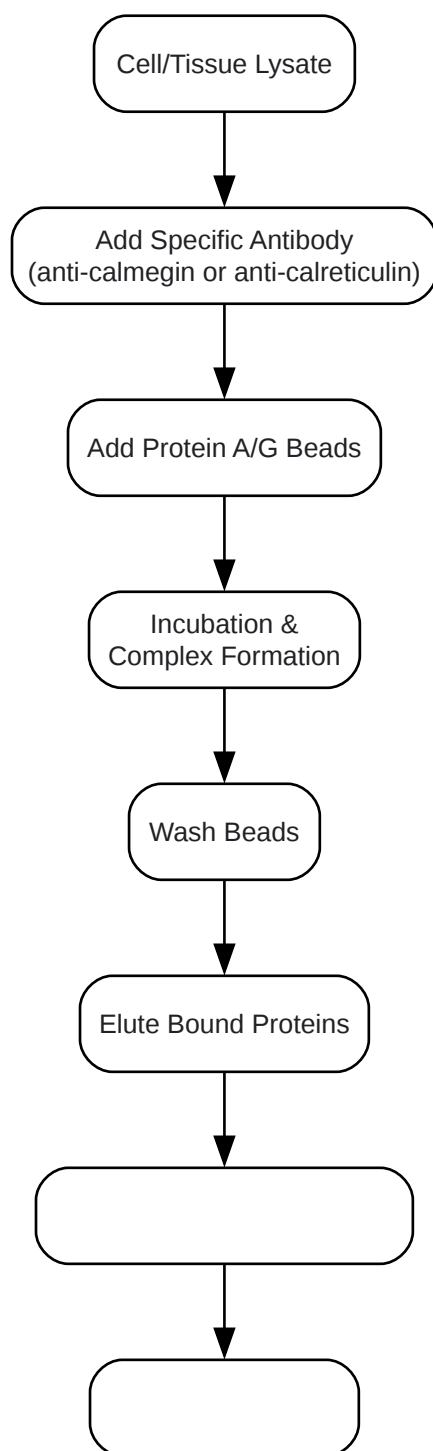 Cell/Tissue Lysate
Add Specific Antibody
(anti-calmegin or anti-calreticulin)
Add Protein A/G Beads
Incubation &
Complex Formation
Wash Beads
Elute Bound Proteins